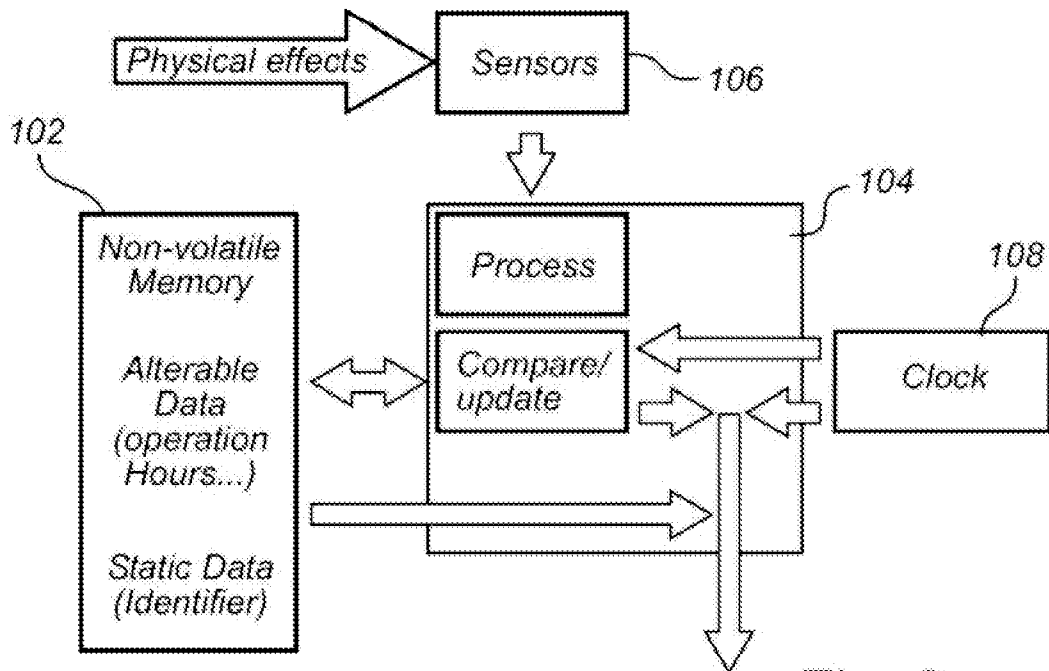 Physical effects
Sensors
106
102
104
Non-volatile
Memory
Process
108
Alterable
Data
(operation
Hours...)
Compare/
update
Clock
Static Data
(Identifier)